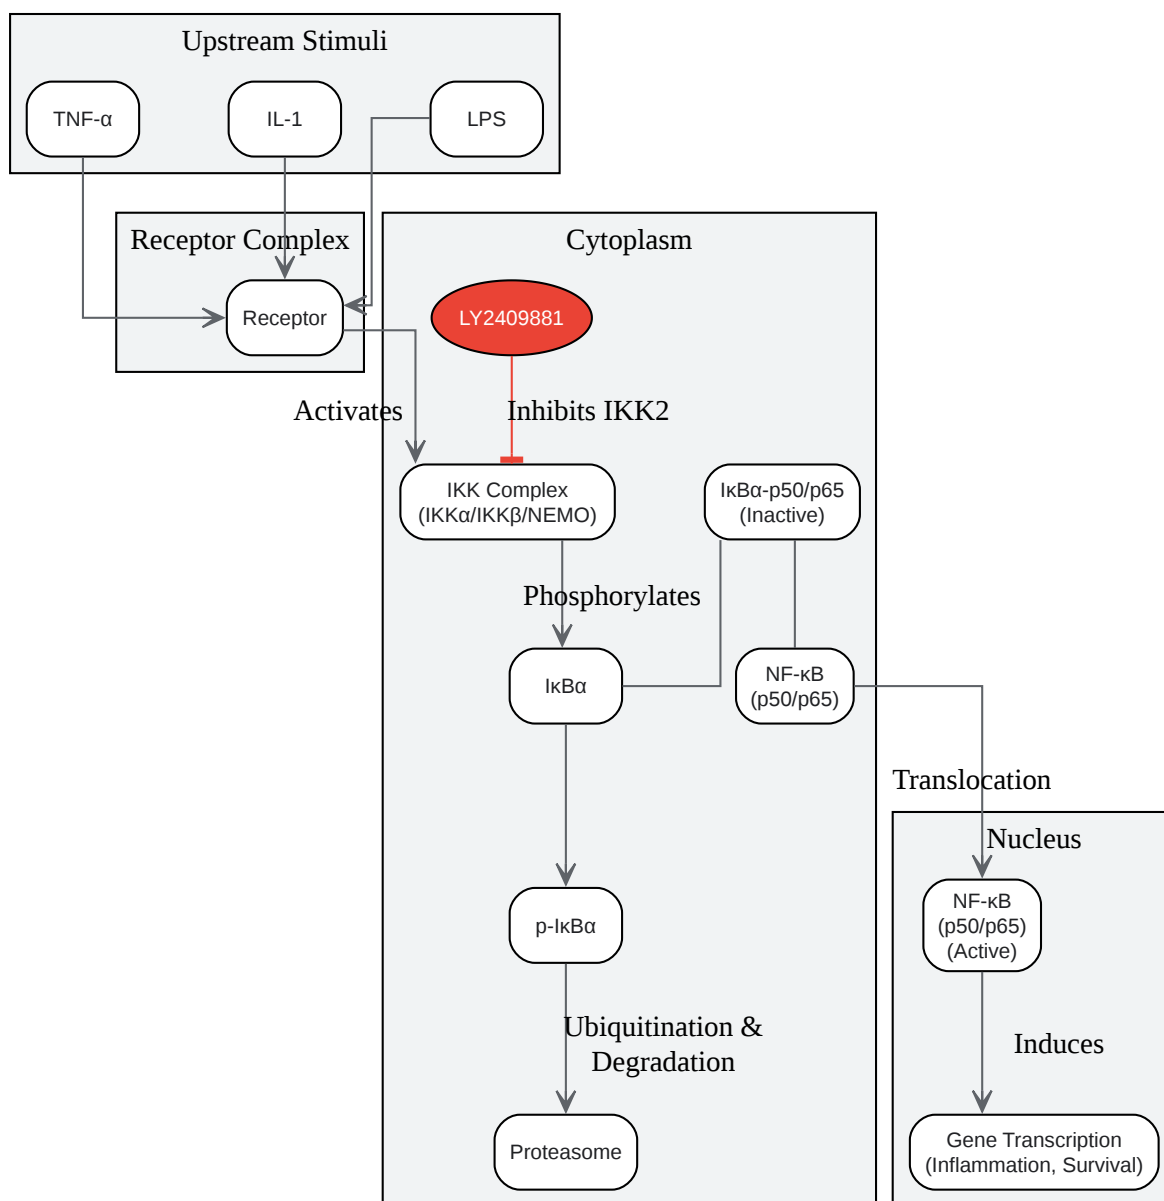 Upstream Stimuli
TNF-α
IL-1
LPS
Receptor Complex
Receptor
Cytoplasm
LY2409881
Activates
Inhibits IKK2
IKK Complex
(IKKα/IKKβ/NEMO)
IκBα-p50/p65
(Inactive)
Phosphorylates
IκBα
NF-κB
(p50/p65)
Translocation
Nucleus
NF-κB
(p50/p65)
(Active)
p-IκBα
Ubiquitination &
Degradation
Induces
Proteasome
Gene Transcription
(Inflammation, Survival)